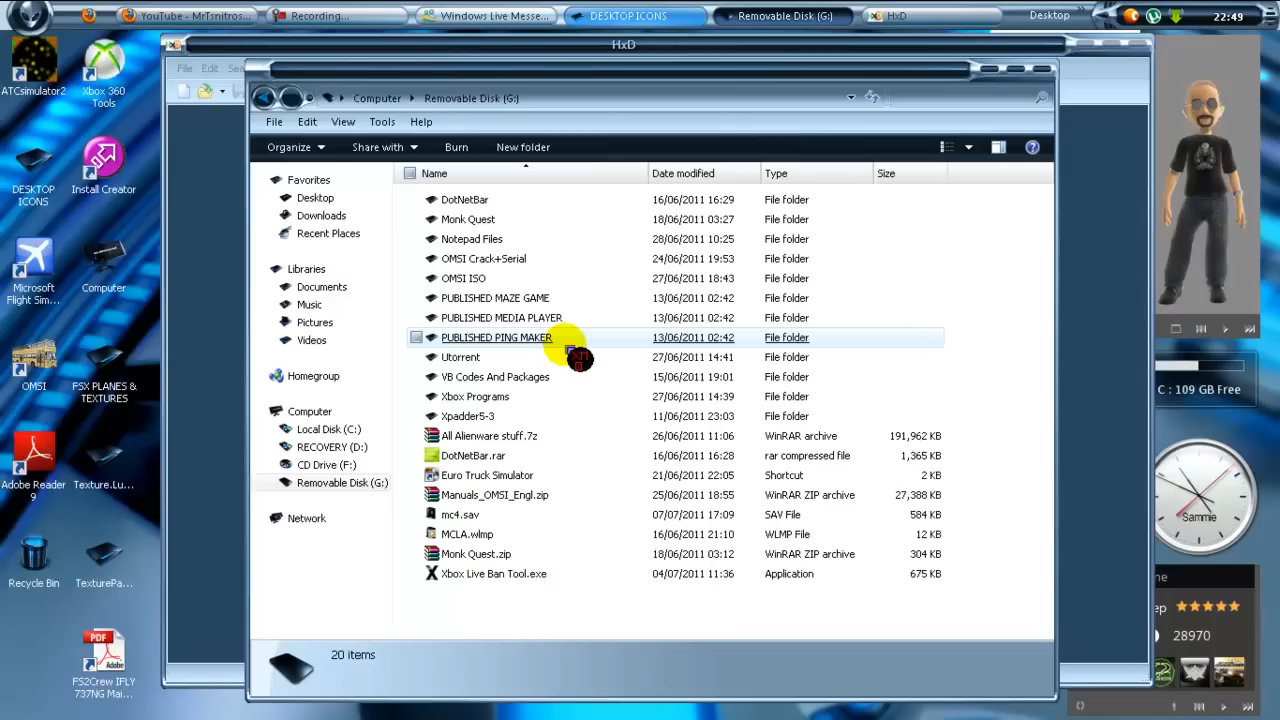 YouTube - MrTsnitros...
Recording...
Windows Live Messe...
DESKTOP ICONS
Removable Disk (G:)
HxD
Desktop
22:49
HxD
File Edit
ATCsimulator2
Xbox 360 Tools
DESKTOP ICONS
Install Creator
Microsoft Flight Sim...
Computer
OMSI
FSX PLANES & TEXTURES
Adobe Reader 9
Texture.Lu...
Recycle Bin
TexturePa...
PDF
Adobe
FS2Crew IFLY 737NG Mai...
Computer Removable Disk (G:)
File Edit View Tools Help
Organize Share with Burn New folder
Favorites
Desktop
Downloads
Recent Places
Libraries
Documents
Music
Pictures
Videos
Homegroup
Computer
Local Disk (C:)
RECOVERY (D:)
CD Drive (F:)
Removable Disk (G:)
Network
Name Date modified Type Size
DotNetBar 16/06/2011 16:29 File folder
Monk Quest 18/06/2011 03:27 File folder
Notepad Files 28/06/2011 10:25 File folder
OMSI Crack+Serial 24/06/2011 19:53 File folder
OMSI ISO 27/06/2011 18:43 File folder
PUBLISHED MAZE GAME 13/06/2011 02:42 File folder
PUBLISHED MEDIA PLAYER 13/06/2011 02:42 File folder
PUBLISHED PING MAKER 13/06/2011 02:42 File folder
Utorrent 27/06/2011 14:41 File folder
VB Codes And Packages 15/06/2011 19:01 File folder
Xbox Programs 27/06/2011 14:39 File folder
Xpadder5-3 11/06/2011 23:03 File folder
All Alienware stuff.7z 26/06/2011 11:06 WinRAR archive 191,962 KB
DotNetBar.rar 16/06/2011 16:28 rar compressed file 1,365 KB
Euro Truck Simulator 21/06/2011 22:05 Shortcut 2 KB
Manuals_OMSI_Engl.zip 25/06/2011 18:55 WinRAR ZIP archive 27,388 KB
mc4.sav 07/07/2011 17:09 SAV File 584 KB
MCLA.wlmp 16/06/2011 21:10 WLMP File 12 KB
Monk Quest.zip 18/06/2011 03:12 WinRAR ZIP archive 304 KB
Xbox Live Ban Tool.exe 04/07/2011 11:36 Application 675 KB
20 items
C : 109 GB Free
Sammie
28970